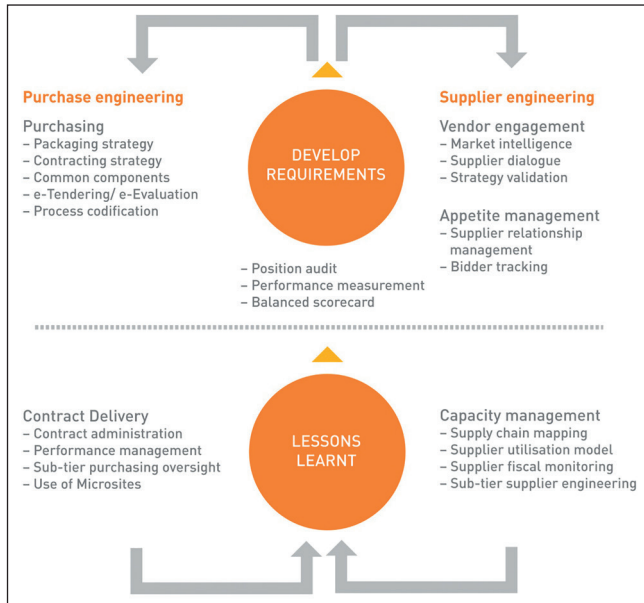 Purchase engineering
Purchasing
– Packaging strategy
– Contracting strategy
– Common components
– e-Tendering/ e-Evaluation
– Process codification
DEVELOP
REQUIREMENTS
– Position audit
– Performance measurement
– Balanced scorecard
Supplier engineering
Vendor engagement
– Market intelligence
– Supplier dialogue
– Strategy validation
Appetite management
– Supplier relationship
management
– Bidder tracking
Contract Delivery
– Contract administration
– Performance management
– Sub-tier purchasing oversight
– Use of Microsites
LESSONS
LEARNT
Capacity management
– Supply chain mapping
– Supplier utilisation model
– Supplier fiscal monitoring
– Sub-tier supplier engineering